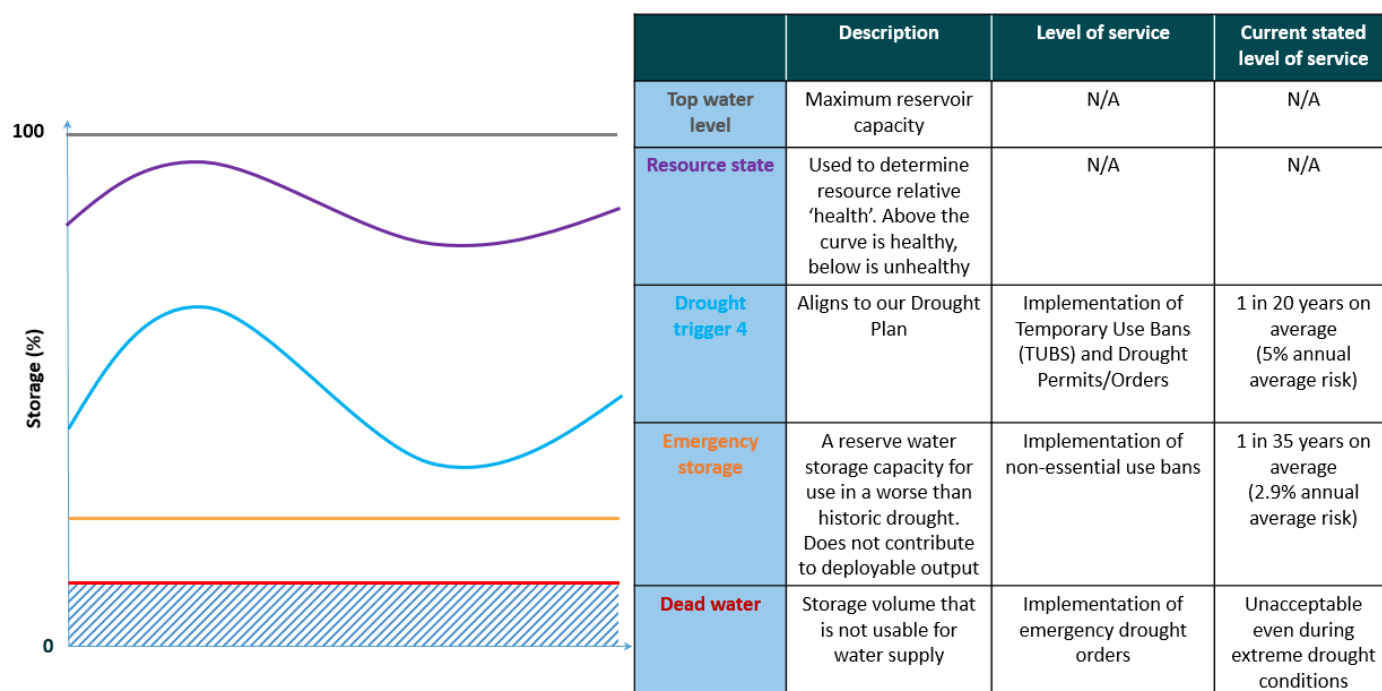 100
Storage (%)
0
Description
Level of service
Current stated
level of service
Top water
level
Maximum reservoir
capacity
N/A
N/A
Resource state
Used to determine
resource relative
‘health’. Above the
curve is healthy,
below is unhealthy
N/A
N/A
Drought
trigger 4
Aligns to our Drought
Plan
Implementation of
Temporary Use Bans
(TUBS) and Drought
Permits/Orders
1 in 20 years on
average
(5% annual
average risk)
Emergency
storage
A reserve water
storage capacity for
use in a worse than
historic drought.
Does not contribute
to deployable output
Implementation of
non-essential use bans
1 in 35 years on
average
(2.9% annual
average risk)
Dead water
Storage volume that
is not usable for
water supply
Implementation of
emergency drought
orders
Unacceptable
even during
extreme drought
conditions